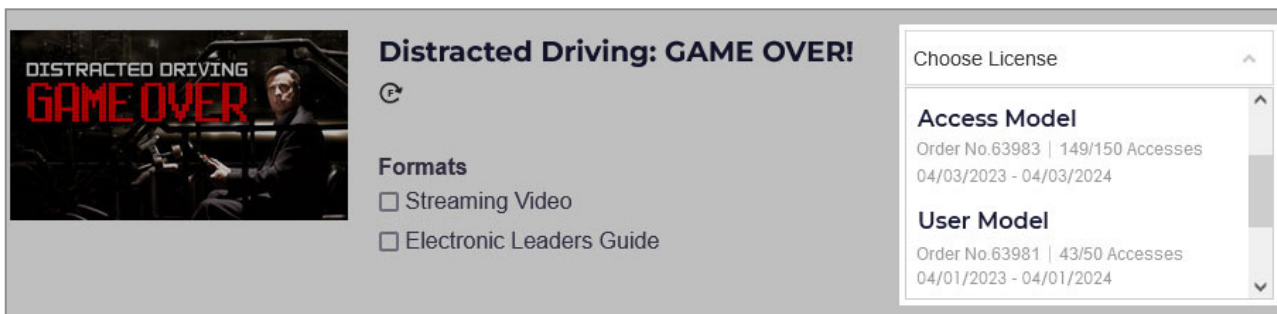 DISTRACTED DRIVING
GAME OVER
Distracted Driving: GAME OVER!
F
Formats
Streaming Video
Electronic Leaders Guide
Choose License
Access Model
Order No.63983 | 149/150 Accesses
04/03/2023 - 04/03/2024
User Model
Order No.63981 | 43/50 Accesses
04/01/2023 - 04/01/2024